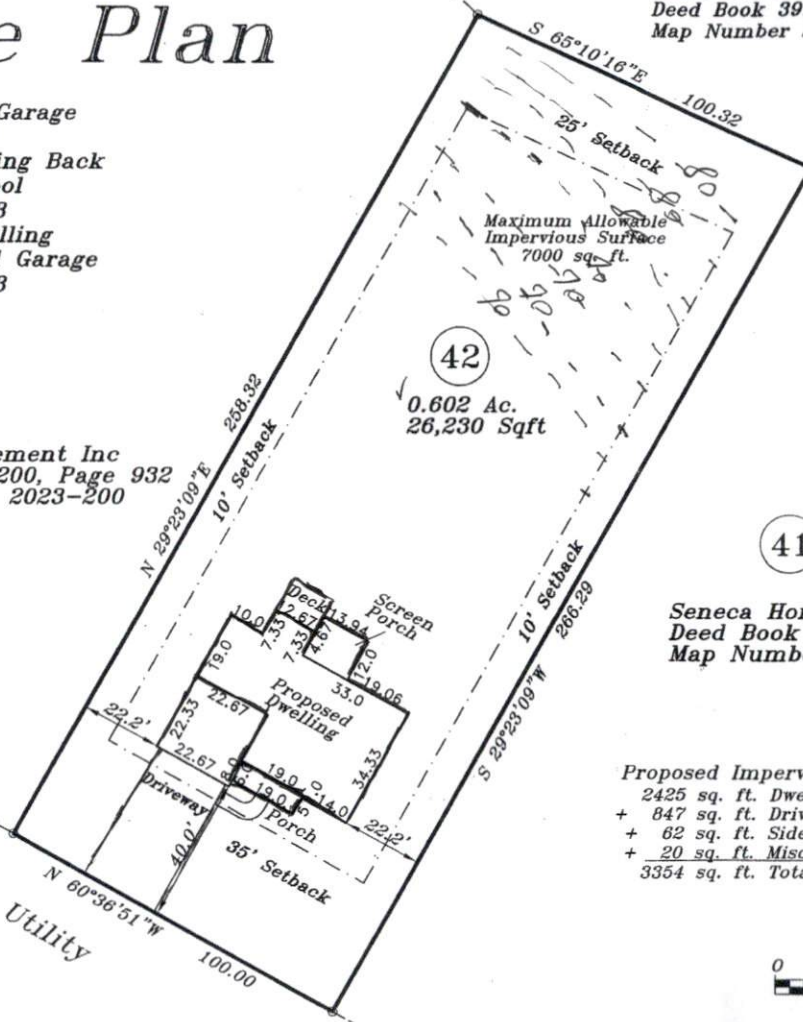 e Plan
Garage
ing Back
ol
3
lling
Garage
3
Deed Book 39
Map Number
S 65°10'16"E
100.32
25' Setback
Maximum Allowable
Impervious Surface
7000 sq. ft.
42
0.602 Ac.
26,230 Sqft
ement Inc
200, Page 932
2023-200
N 29°23'09"E
258.32
10' Setback
10' Setback
S 29°23'09"W
266.29
41
Seneca Ho
Deed Book
Map Numbe
Deck
Screen
Porch
10.0
2.67
13.94
7.33
7.33
4.67
12.0
19.0
33.0
19.06
Proposed
Dwelling
22.67
22.33
22.2'
22.67
34.33
19.0
8.0
19.0
14.0
22.2'
Driveway
Porch
40.0'
35' Setback
N 60°36'51"W
100.00
Utility
Proposed Imperv
2425 sq. ft. Dwe
+ 847 sq. ft. Driv
+ 62 sq. ft. Side
+ 20 sq. ft. Misc
3354 sq. ft. Tota
0